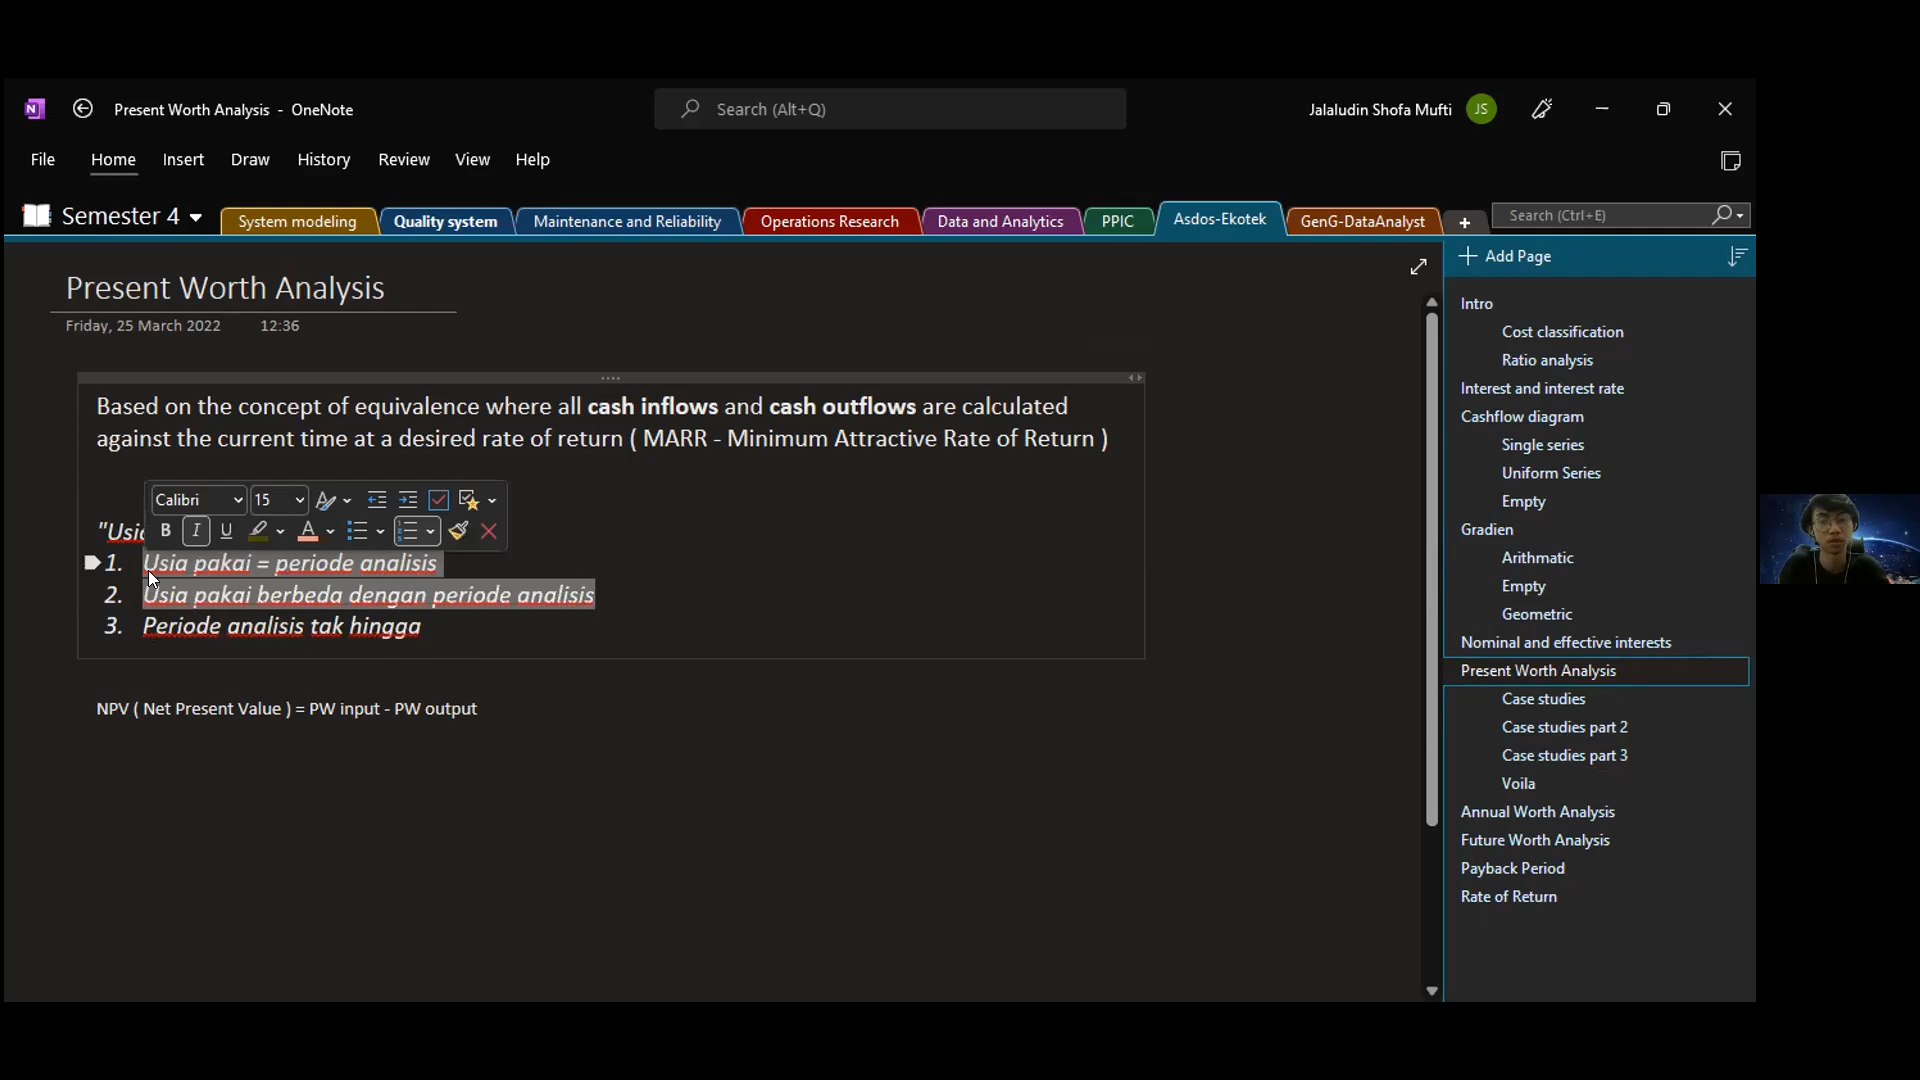 Present Worth Analysis - OneNote
Search (Alt+Q)
Jalaludin Shofa Mufti
JS
File Home Insert Draw History Review View Help
Semester 4
System modeling
Quality system
Maintenance and Reliability
Operations Research
Data and Analytics
PPIC
Asdos-Ekotek
GenG-DataAnalyst
+
Search (Ctrl+E)
Present Worth Analysis
Friday, 25 March 2022 12:36
Based on the concept of equivalence where all cash inflows and cash outflows are calculated
against the current time at a desired rate of return ( MARR - Minimum Attractive Rate of Return )
Calibri 15
B I U A
"Usia
1. Usia pakai = periode analisis
2. Usia pakai berbeda dengan periode analisis
3. Periode analisis tak hingga
NPV ( Net Present Value ) = PW input - PW output
Add Page
Intro
Cost classification
Ratio analysis
Interest and interest rate
Cashflow diagram
Single series
Uniform Series
Empty
Gradien
Arithmatic
Empty
Geometric
Nominal and effective interests
Present Worth Analysis
Case studies
Case studies part 2
Case studies part 3
Voila
Annual Worth Analysis
Future Worth Analysis
Payback Period
Rate of Return